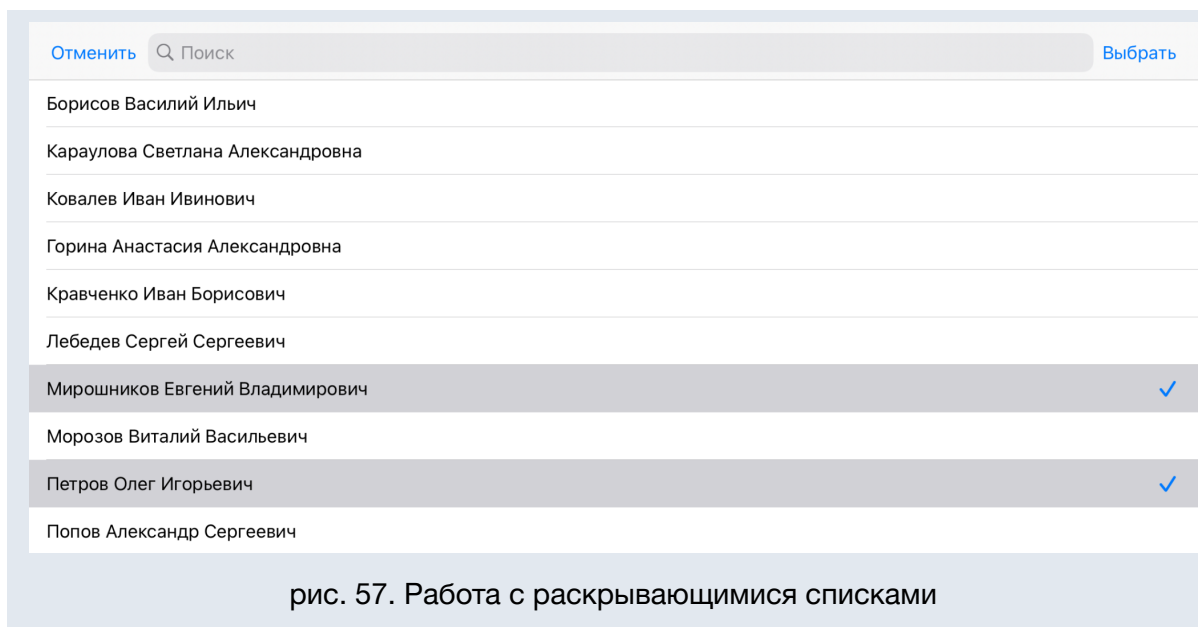 Отменить Поиск Выбрать
Борисов Василий Ильич
Караулова Светлана Александровна
Ковалев Иван Ивинович
Горина Анастасия Александровна
Кравченко Иван Борисович
Лебедев Сергей Сергеевич
Мирошников Евгений Владимирович
Морозов Виталий Васильевич
Петров Олег Игорьевич
Попов Александр Сергеевич
рис. 57. Работа с раскрывающимися списками